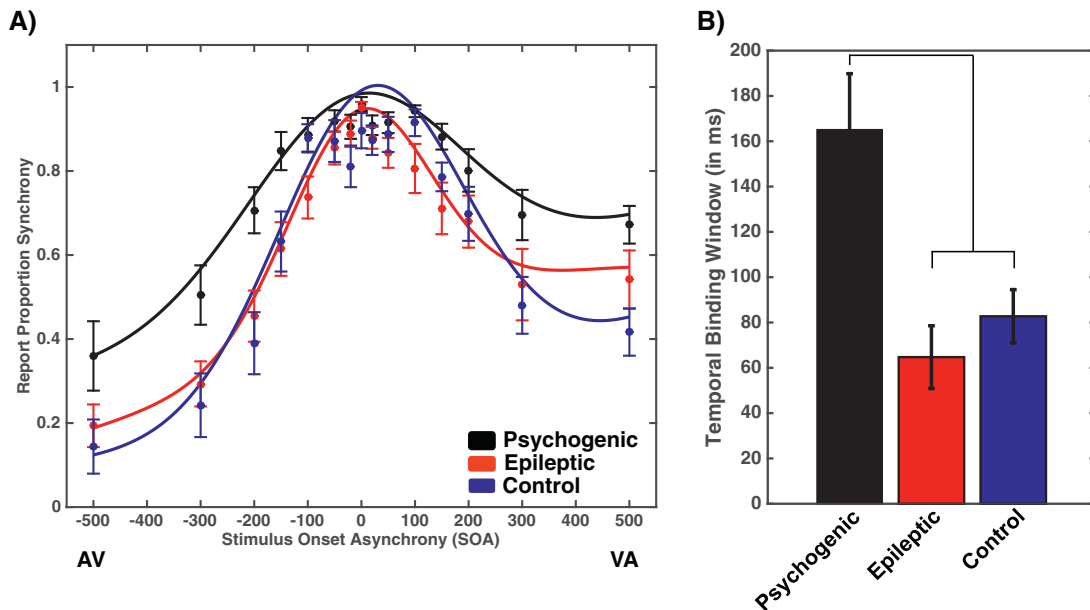 A)
Report Proportion Synchrony
1
0.8
0.6
0.4
0.2
0
-500 -400 -300 -200 -100 0 100 200 300 400 500
Stimulus Onset Asynchrony (SOA)
AV VA
Psychogenic
Epileptic
Control
B)
Temporal Binding Window (in ms)
200
180
160
140
120
100
80
60
40
20
0
Psychogenic
Epileptic
Control